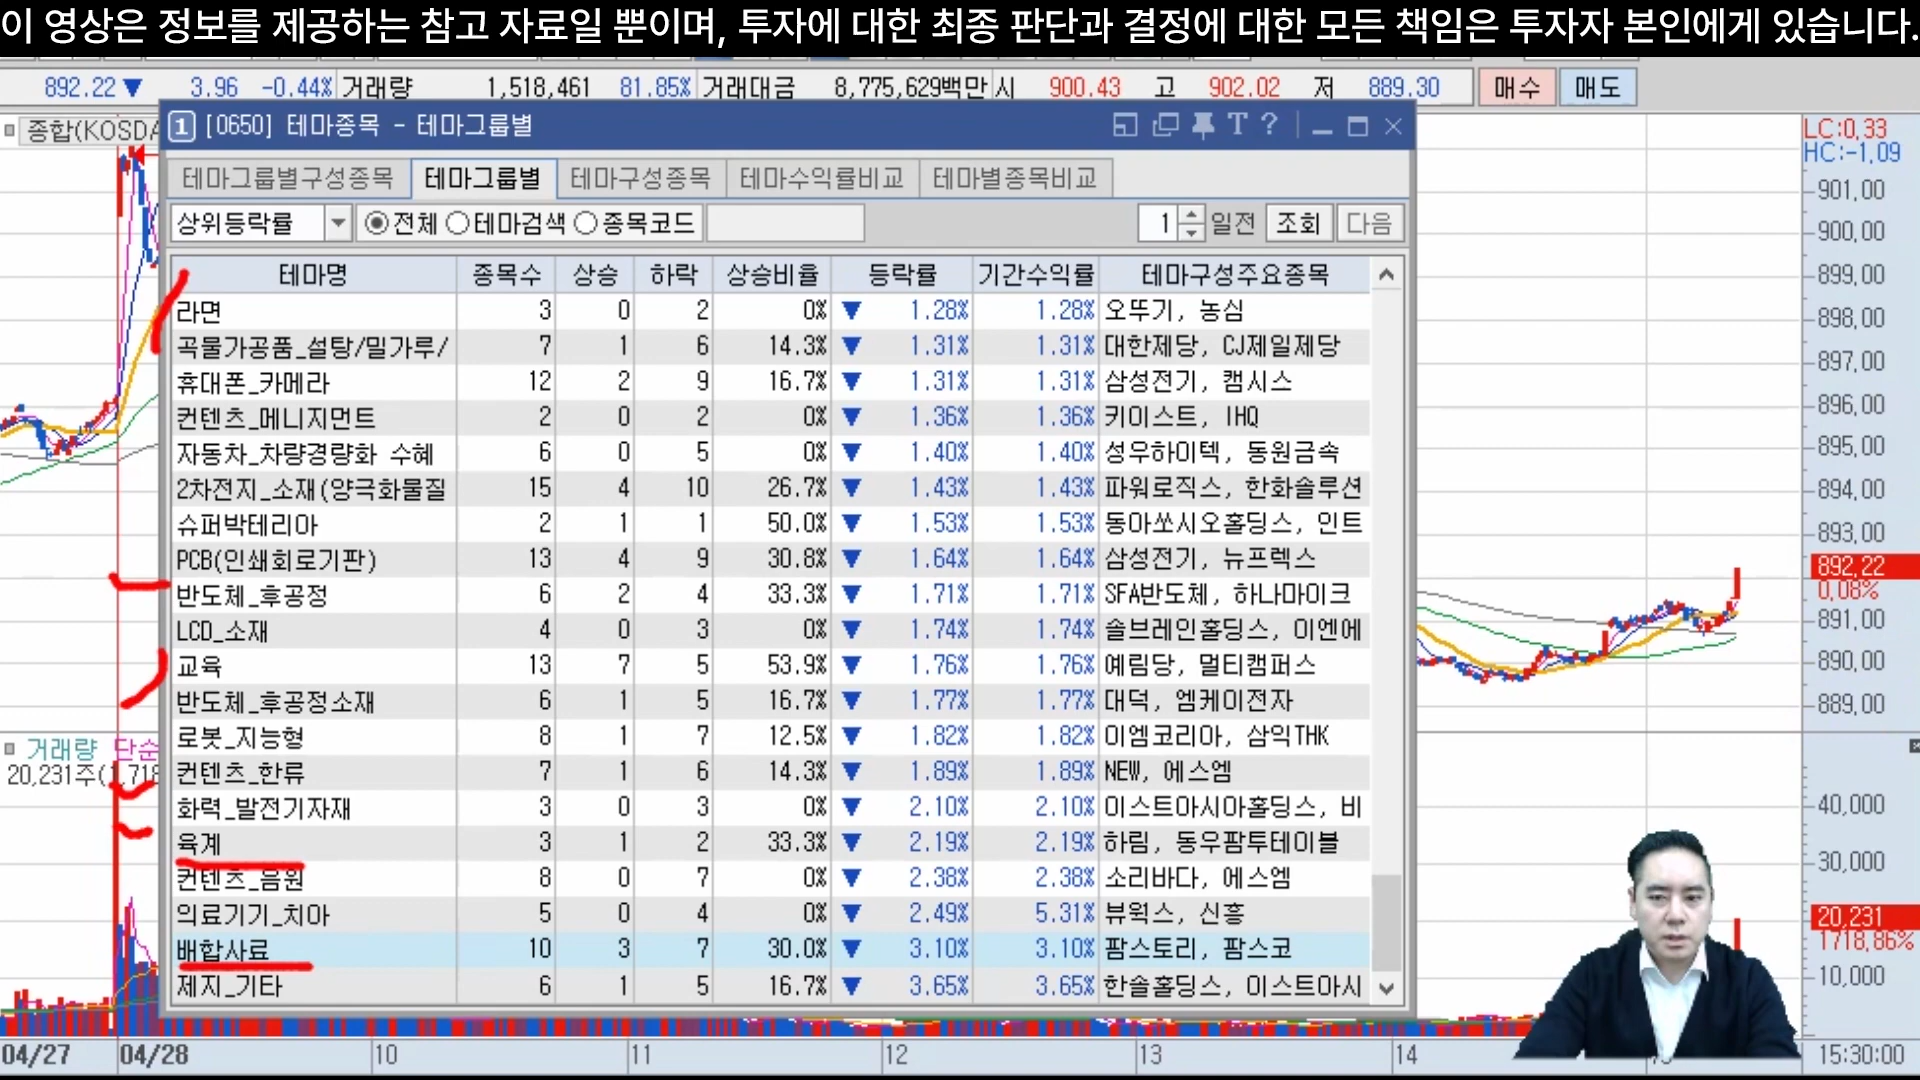 이 영상은 정보를 제공하는 참고 자료일 뿐이며, 투자에 대한 최종 판단과 결정에 대한 모든 책임은 투자자 본인에게 있습니다.
892.22 ▼ 3.96 -0.44% 거래량 1,518,461 81.85% 거래대금 8,775,629백만 시 900.43 고 902.02 저 889.30 매수 매도
종합(KOSDA
1 [0650] 테마종목 - 테마그룹별
테마그룹별구성종목 테마그룹별 테마구성종목 테마수익률비교 테마별종목비교
상위등락률 전체 테마검색 종목코드 1 일전 조회 다음
테마명 종목수 상승 하락 상승비율 등락률 기간수익률 테마구성주요종목
라면 3 0 2 0% ▼ 1.28% 1.28% 오뚜기, 농심
곡물가공품_설탕/밀가루/ 7 1 6 14.3% ▼ 1.31% 1.31% 대한제당, CJ제일제당
휴대폰_카메라 12 2 9 16.7% ▼ 1.31% 1.31% 삼성전기, 캠시스
컨텐츠_메니지먼트 2 0 2 0% ▼ 1.36% 1.36% 키이스트, IHQ
자동차_차량경량화 수혜 6 0 5 0% ▼ 1.40% 1.40% 성우하이텍, 동원금속
2차전지_소재(양극화물질 15 4 10 26.7% ▼ 1.43% 1.43% 파워로직스, 한화솔루션
슈퍼박테리아 2 1 1 50.0% ▼ 1.53% 1.53% 동아쏘시오홀딩스, 인트
PCB(인쇄회로기판) 13 4 9 30.8% ▼ 1.64% 1.64% 삼성전기, 뉴프렉스
반도체_후공정 6 2 4 33.3% ▼ 1.71% 1.71% SFA반도체, 하나마이크
LCD_소재 4 0 3 0% ▼ 1.74% 1.74% 솔브레인홀딩스, 이엔에
교육 13 7 5 53.9% ▼ 1.76% 1.76% 예림당, 멀티캠퍼스
반도체_후공정소재 6 1 5 16.7% ▼ 1.77% 1.77% 대덕, 엠케이전자
로봇_지능형 8 1 7 12.5% ▼ 1.82% 1.82% 이엠코리아, 삼익THK
컨텐츠_한류 7 1 6 14.3% ▼ 1.89% 1.89% NEW, 에스엠
화력_발전기자재 3 0 3 0% ▼ 2.10% 2.10% 이스트아시아홀딩스, 비
육계 3 1 2 33.3% ▼ 2.19% 2.19% 하림, 동우팜투테이블
컨텐츠_음원 8 0 7 0% ▼ 2.38% 2.38% 소리바다, 에스엠
의료기기_치아 5 0 4 0% ▼ 2.49% 5.31% 뷰웍스, 신흥
배합사료 10 3 7 30.0% ▼ 3.10% 3.10% 팜스토리, 팜스코
제지_기타 6 1 5 16.7% ▼ 3.65% 3.65% 한솔홀딩스, 이스트아시
거래량 단순
20,231주(1,718
LC:0,33
HC:-1,09
901,00
900,00
899,00
898,00
897,00
896,00
895,00
894,00
893,00
892,22
0,08%
891,00
890,00
889,00
40,000
30,000
20,231
1718,86%
10,000
04/27 04/28 10 11 12 13 14 15:30:00